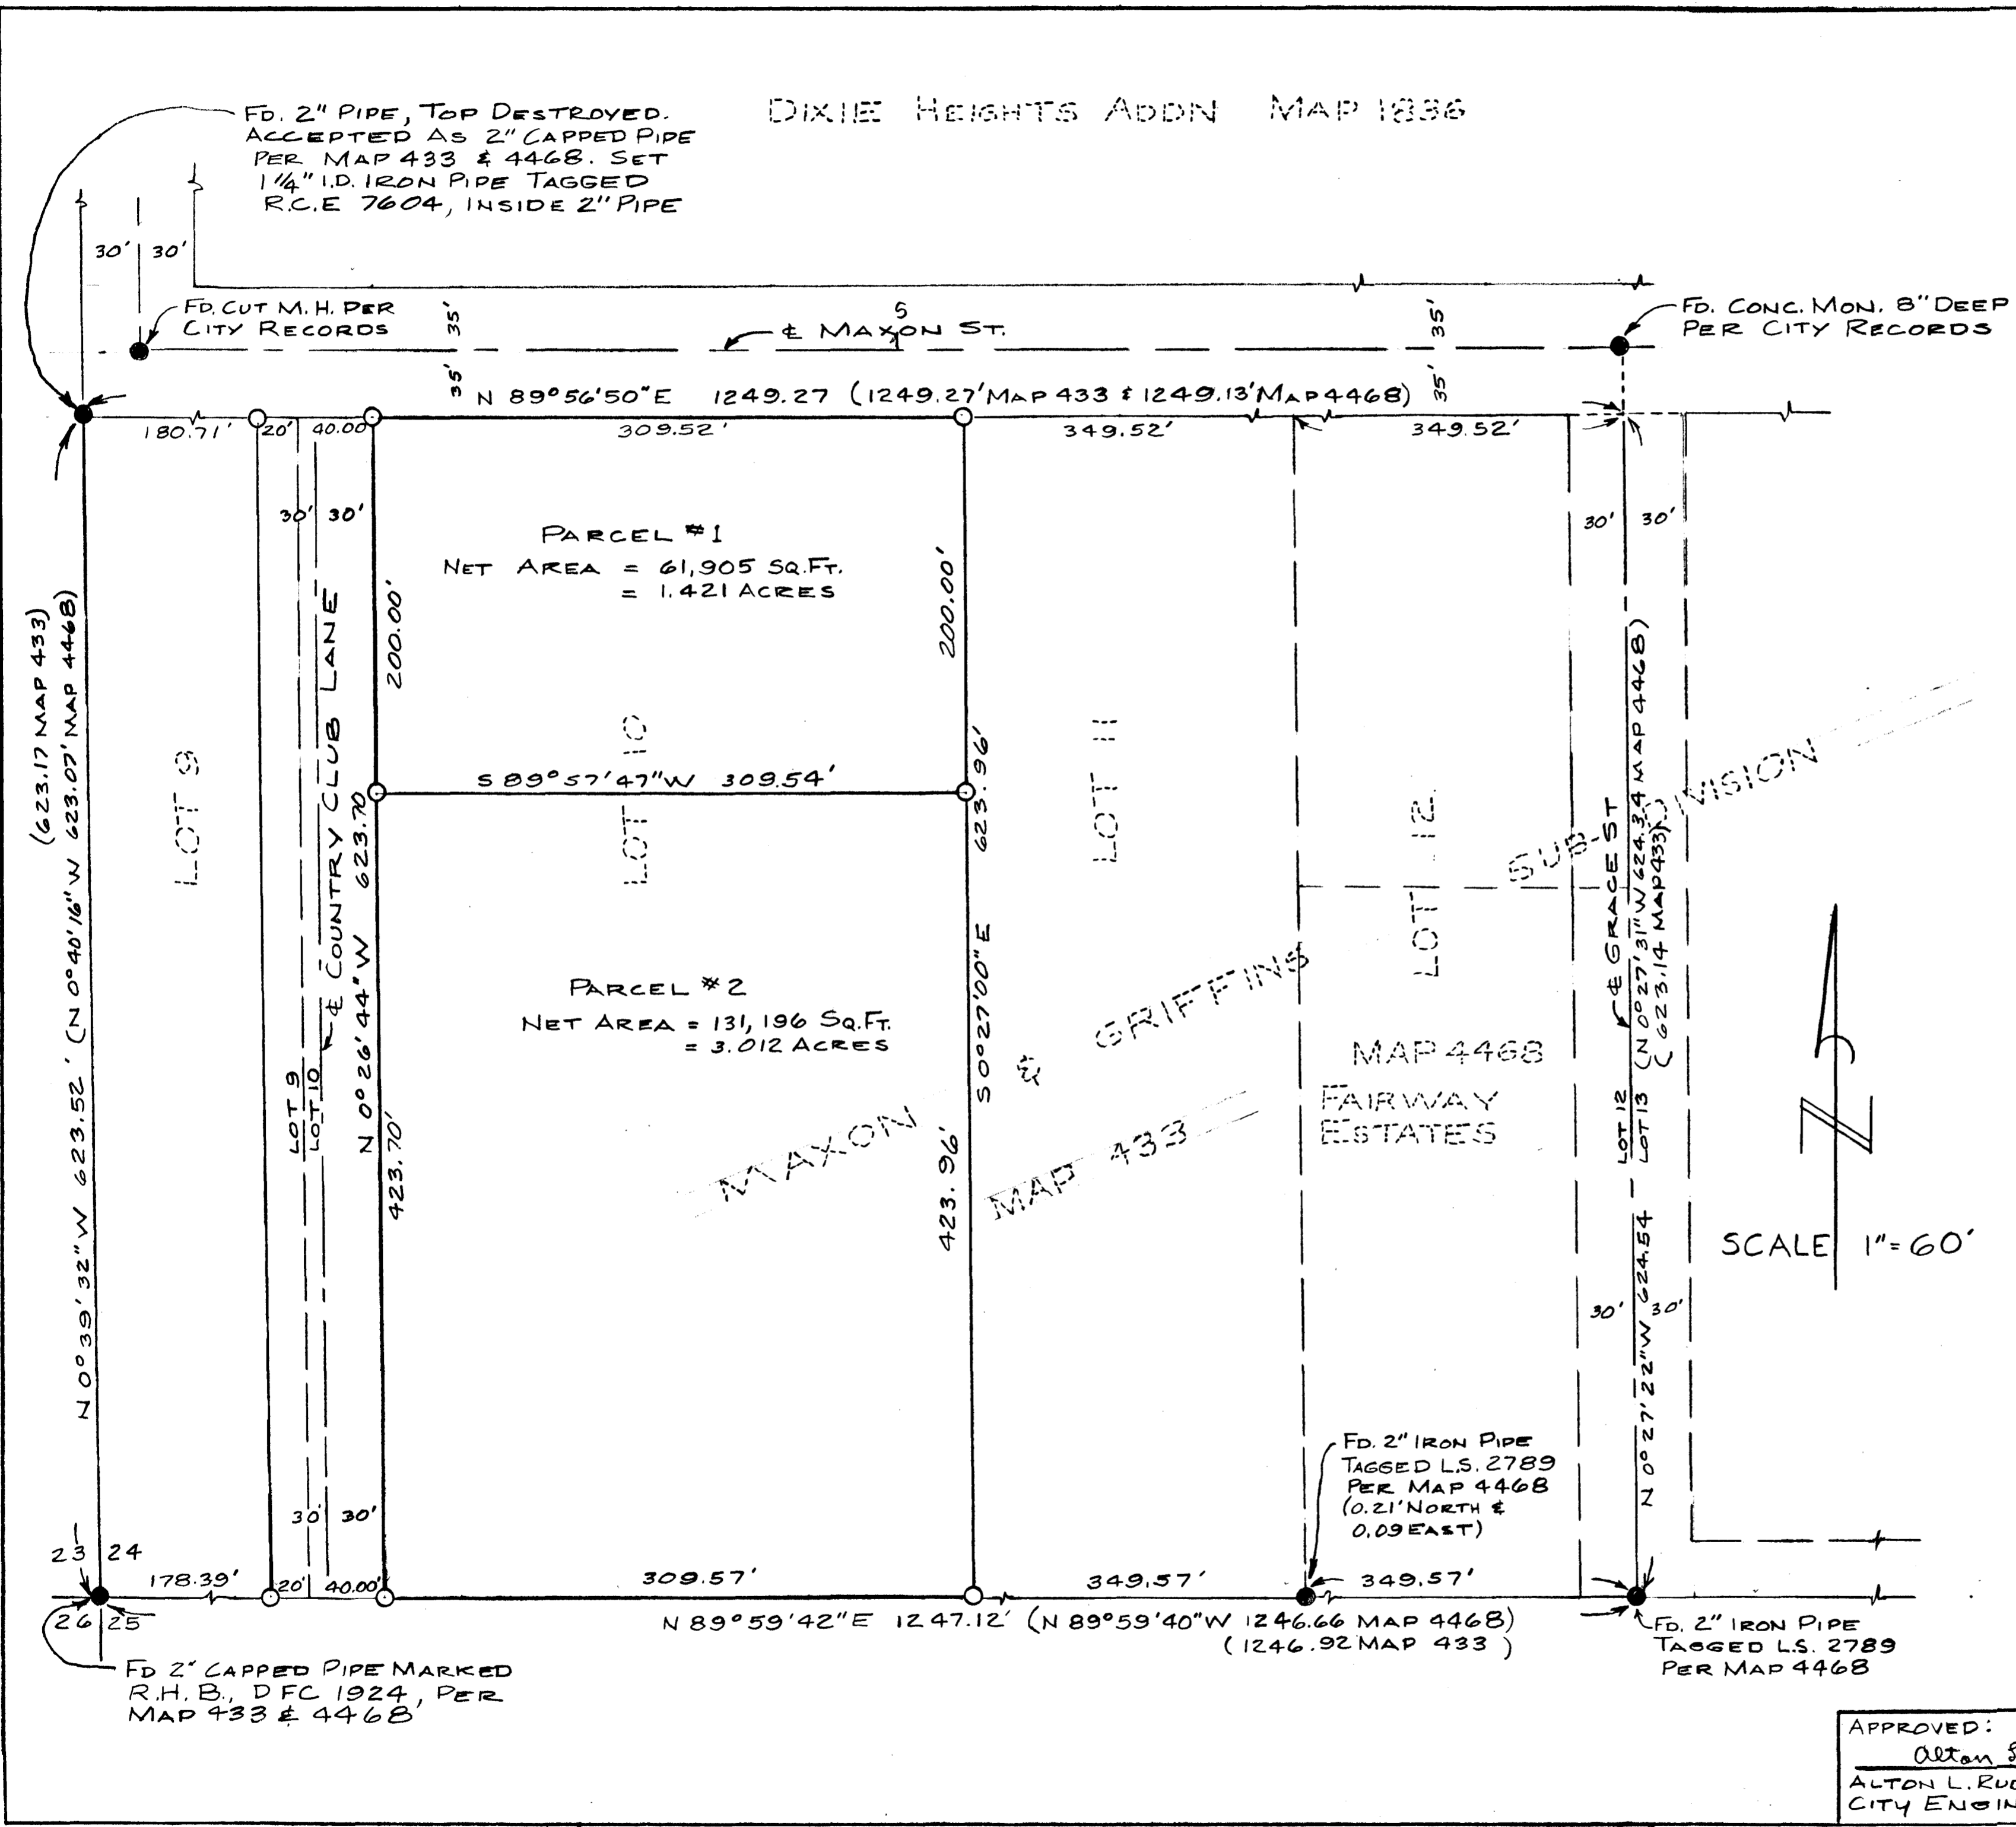 DIXIE HEIGHTS ADDN MAP 1836
FD. 2" PIPE, TOP DESTROYED.
ACCEPTED AS 2" CAPPED PIPE
PER MAP 433 & 4468. SET
1 1/4" I.D. IRON PIPE TAGGED
R.C.E 7604, INSIDE 2" PIPE
30' 30'
FD. CUT M.H. PER
CITY RECORDS
35' 35'
5
℄ MAXON ST.
35' 35'
FD. CONC. MON. 8" DEEP
PER CITY RECORDS
N 89°56'50"E 1249.27 (1249.27' MAP 433 & 1249.13' MAP 4468)
180.71' 20' 40.00' 309.52' 349.52' 349.52'
30' 30'
30' 30'
PARCEL #1
NET AREA = 61,905 SQ.FT.
= 1.421 ACRES
200.00'
200.00'
(623.17 MAP 433)
N 0°39'32"W 623.52' (N 0°40'16"W 623.07' MAP 4468)
LOT 9
℄ COUNTRY CLUB LANE
LOT 9
LOT 10
N 0°26'44"W 623.70
LOT 10
S 89°57'47"W 309.54'
S 0°27'00"E 623.96'
LOT 11
LOT 12
PARCEL #2
NET AREA = 131,196 SQ.FT.
= 3.012 ACRES
423.70'
423.96'
MAXON & GRIFFINS SUB-DIVISION
MAP 433
MAP 4468
FAIRWAY
ESTATES
℄ GRACE ST
LOT 12
LOT 13
N 0°27'22"W 624.54 (N 0°27'31"W 624.34 MAP 4468)
(623.14 MAP 433)
SCALE 1"=60'
30' 30'
30' 30'
FD. 2" IRON PIPE
TAGGED L.S. 2789
PER MAP 4468
(0.21' NORTH &
0.09 EAST)
23 24
178.39' 20' 40.00' 309.57' 349.57' 349.57'
26 25
N 89°59'42"E 1247.12' (N 89°59'40"W 1246.66 MAP 4468)
(1246.92 MAP 433)
FD. 2" IRON PIPE
TAGGED L.S. 2789
PER MAP 4468
FD 2" CAPPED PIPE MARKED
R.H.B., D FC 1924, PER
MAP 433 & 4468
APPROVED:
Alton
ALTON L. RUD
CITY ENGIN